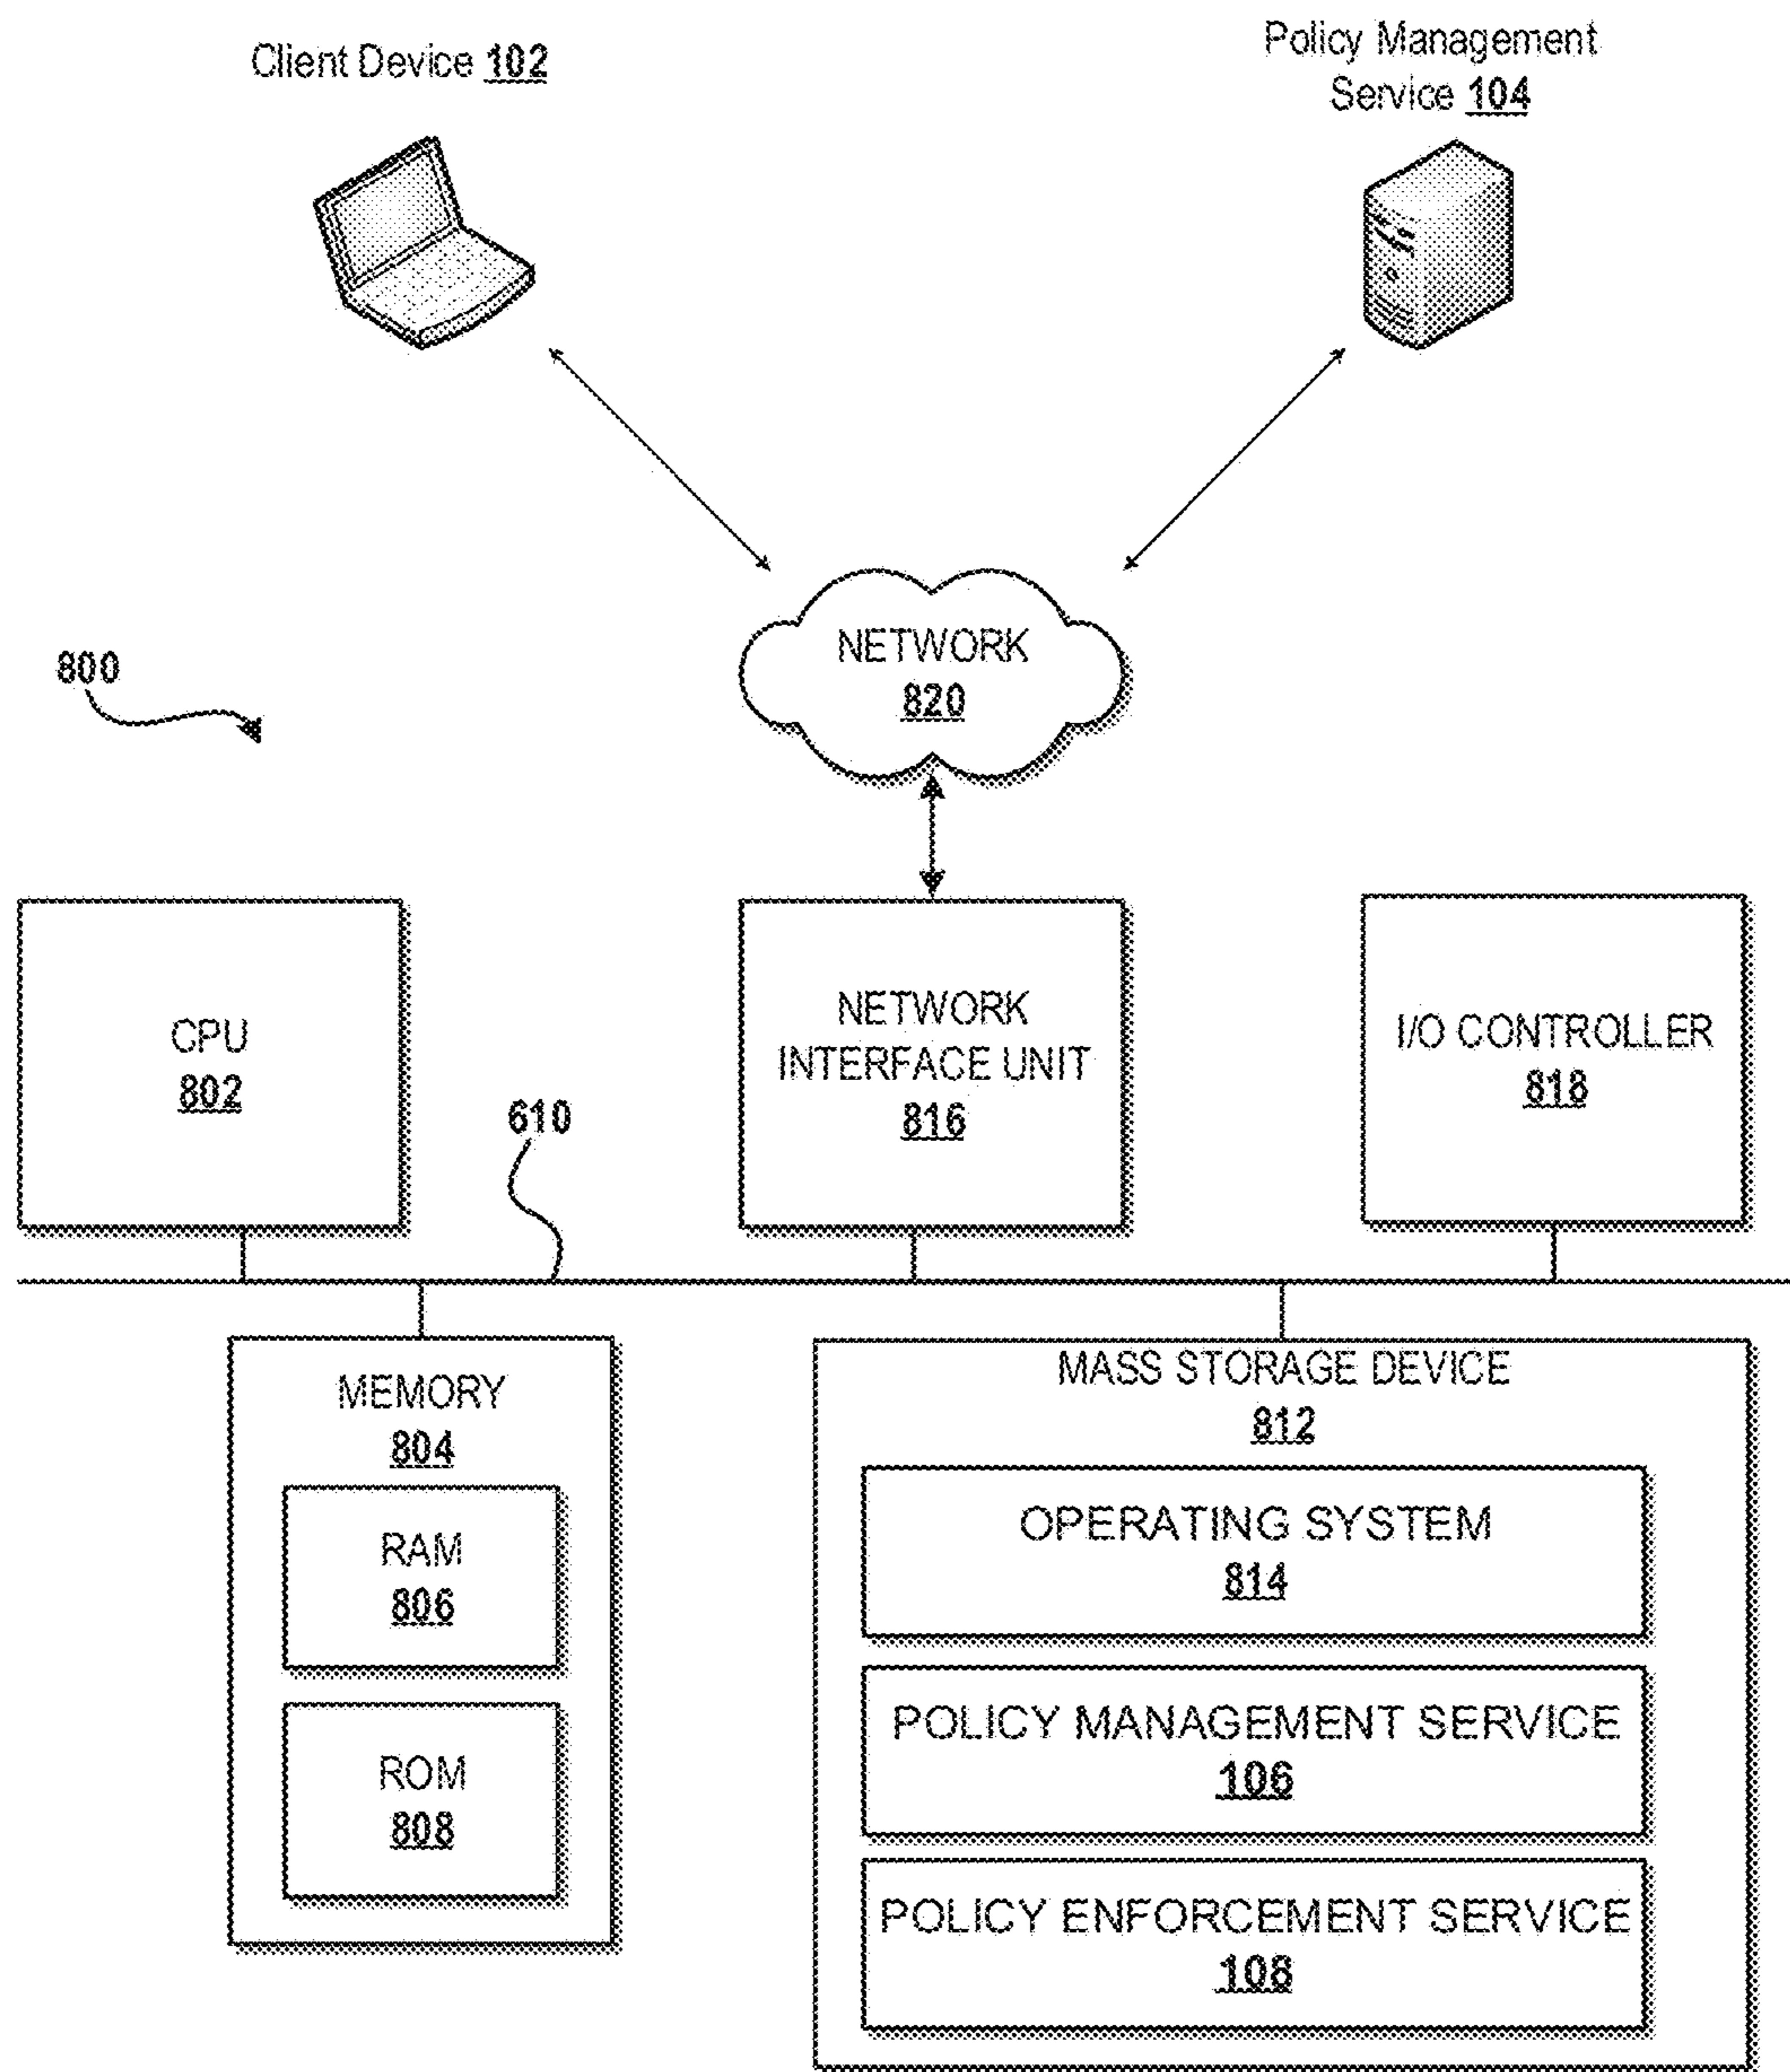 Client Device 102
Policy Management
Service 104
NETWORK
820
800
CPU
802
NETWORK
INTERFACE UNIT
816
I/O CONTROLLER
818
610
MEMORY
804
RAM
806
ROM
808
MASS STORAGE DEVICE
812
OPERATING SYSTEM
814
POLICY MANAGEMENT SERVICE
106
POLICY ENFORCEMENT SERVICE
108